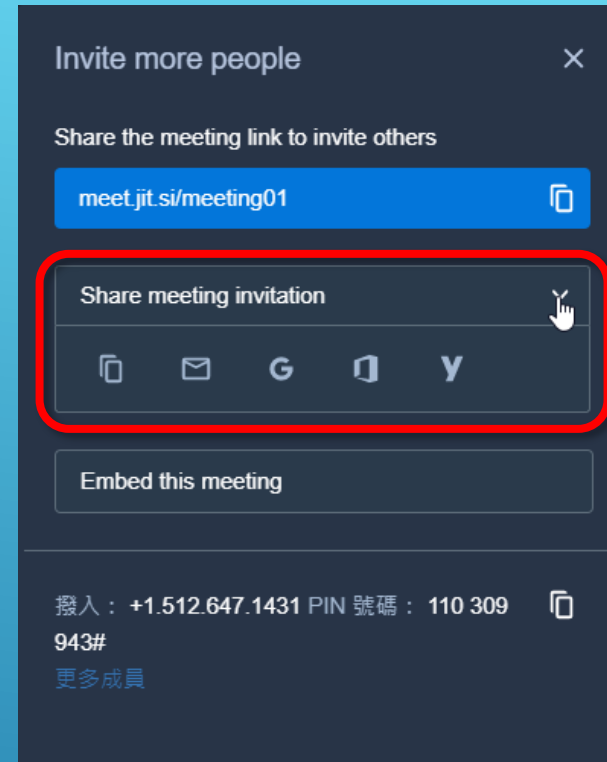 Invite more people
Share the meeting link to invite others
meet.jit.si/meeting01
Share meeting invitation
Embed this meeting
撥入： +1.512.647.1431 PIN 號碼： 110 309
943#
更多成員